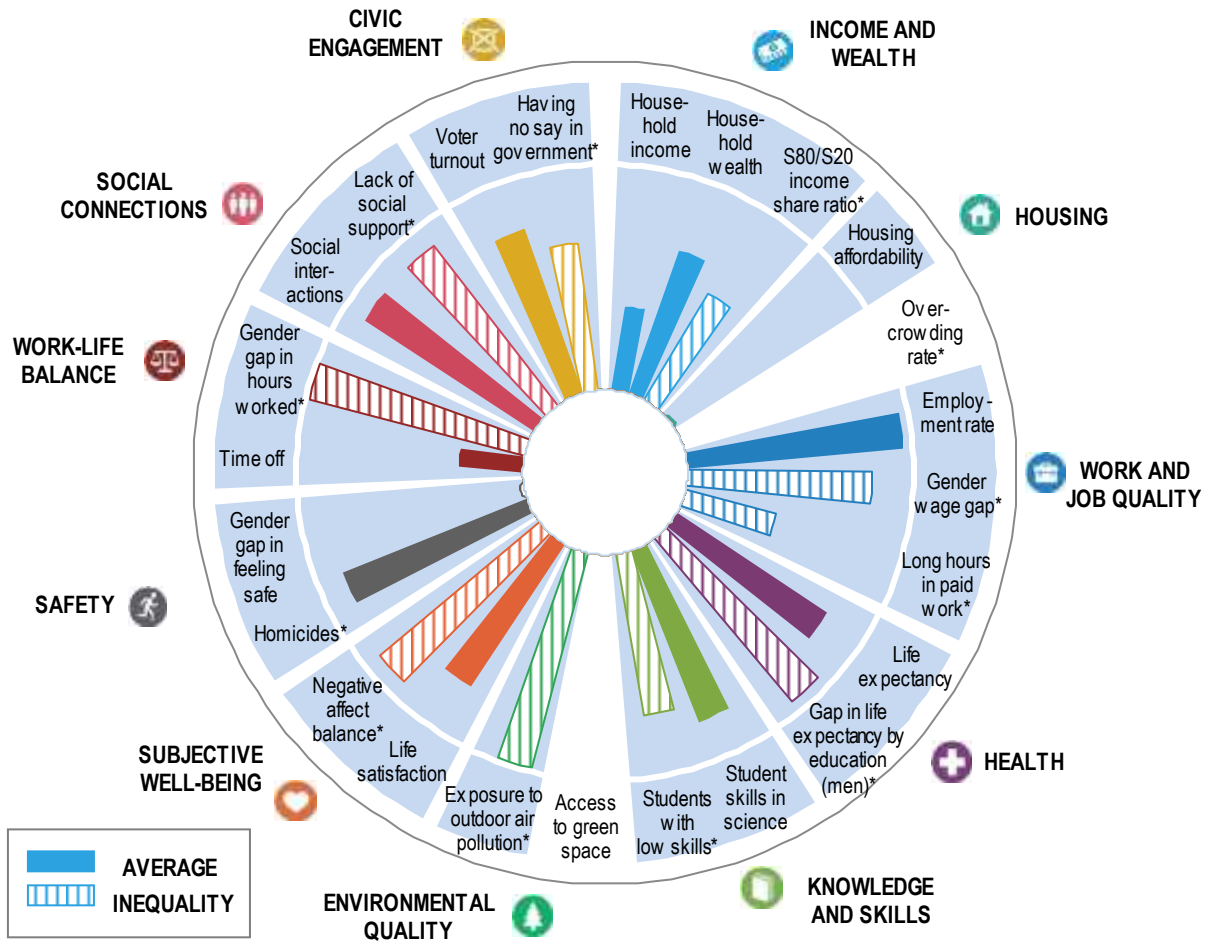 CIVIC
ENGAGEMENT
INCOME AND
WEALTH
House-
hold
income
House-
hold
wealth
S80/S20
income
share ratio*
HOUSING
Housing
affordability
Over-
crowding
rate*
WORK AND
JOB QUALITY
Employ-
ment rate
Gender
wage gap*
Long hours
in paid
work*
HEALTH
Life
expectancy
Gap in life
expectancy by
education
(men)*
KNOWLEDGE
AND SKILLS
Student
skills in
science
Students
with
low skills*
ENVIRONMENTAL
QUALITY
Access
to green
space
Exposure to
outdoor air
pollution*
SUBJECTIVE
WELL-BEING
Life
satisfaction
Negative
affect
balance*
SAFETY
Homicides*
Gender
gap in
feeling
safe
WORK-LIFE
BALANCE
Time off
Gender
gap in
hours
worked*
SOCIAL
CONNECTIONS
Social
inter-
actions
Lack of
social
support*
Voter
turnout
Having
no say in
government*
AVERAGE
INEQUALITY